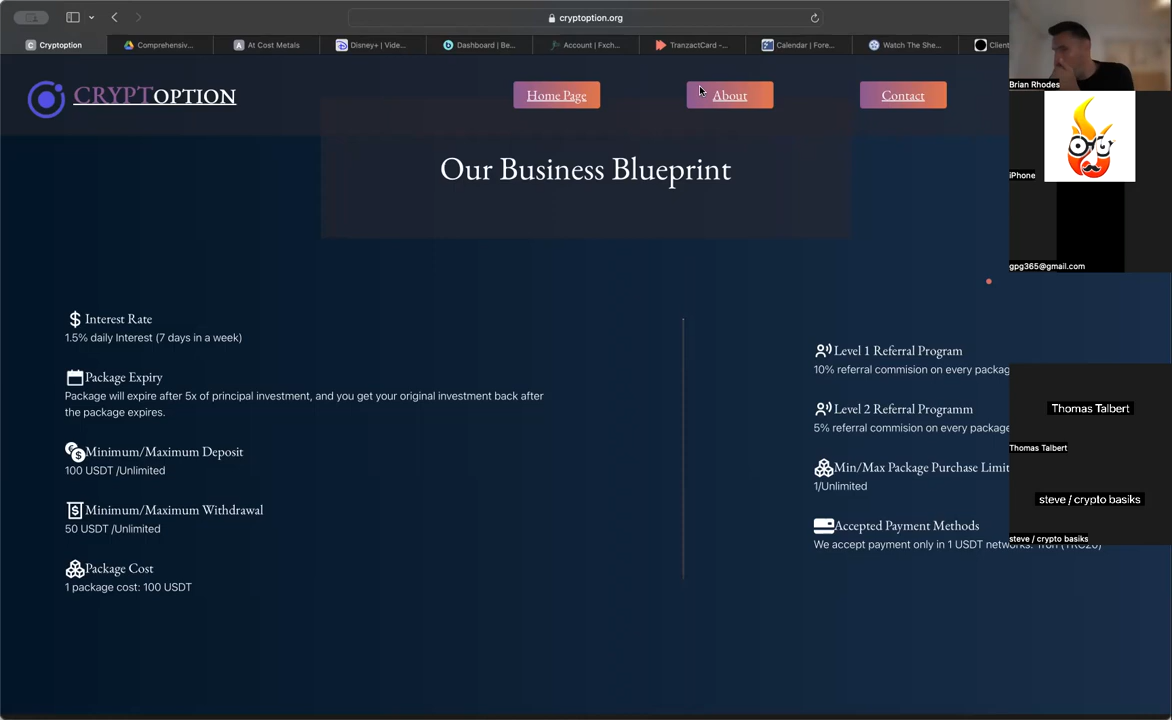 cryptoption.org
Cryptoption
Comprehensiv...
At Cost Metals
Disney+ | Vide...
Dashboard | Be...
Account | Fxch...
TranzactCard -...
Calendar | Fore...
Watch The She...
Client
CRYPTOPTION
Home Page
About
Contact
Our Business Blueprint
Interest Rate
1.5% daily Interest (7 days in a week)
Package Expiry
Package will expire after 5x of principal investment, and you get your original investment back after
the package expires.
Minimum/Maximum Deposit
100 USDT /Unlimited
Minimum/Maximum Withdrawal
50 USDT /Unlimited
Package Cost
1 package cost: 100 USDT
Level 1 Referral Program
10% referral commision on every packag
Level 2 Referral Programm
5% referral commision on every package
Min/Max Package Purchase Limit
1/Unlimited
Accepted Payment Methods
We accept payment only in 1 USDT networks: Tron (TRC20)
Brian Rhodes
iPhone
gpg365@gmail.com
Thomas Talbert
Thomas Talbert
steve / crypto basiks
steve / crypto basiks